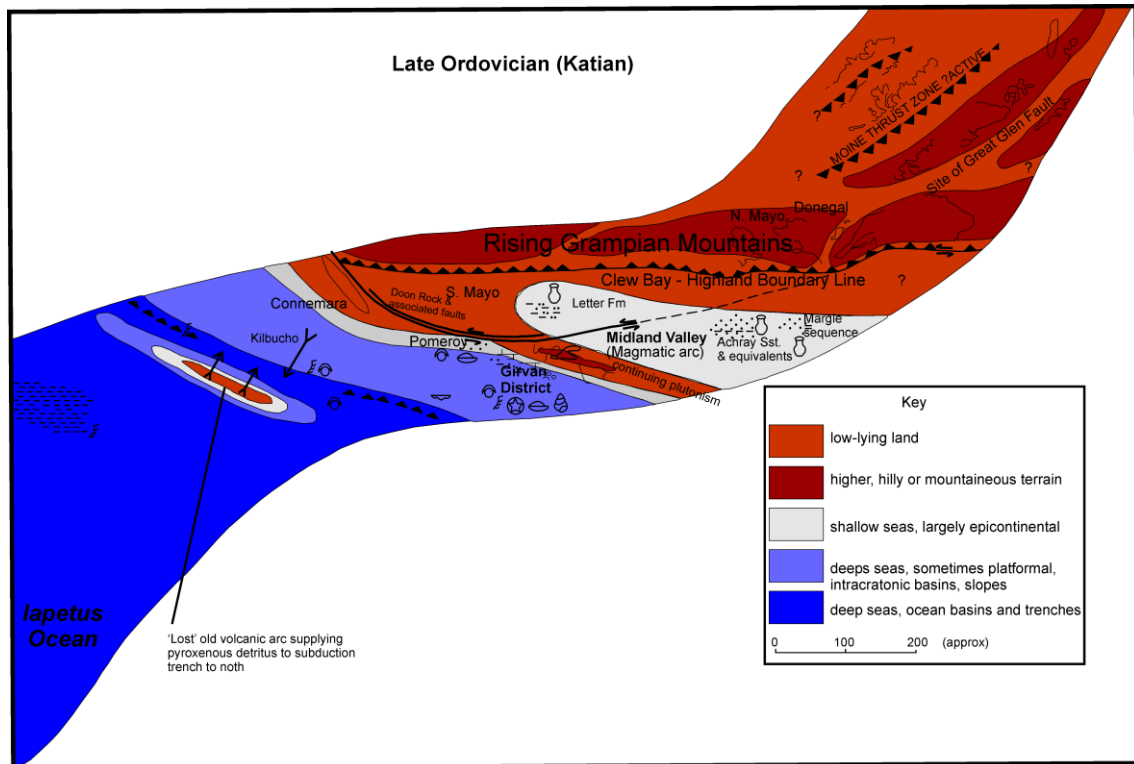 Late Ordovician (Katian)
MOINE THRUST ZONE ?ACTIVE
?
?
Site of Great Glen Fault
?
Donegal
N. Mayo
Rising Grampian Mountains
Clew Bay - Highland Boundary Line
?
Connemara
S. Mayo
Doon Rock &
associated faults
Letter Fm
Margie
sequence
Midland Valley
(Magmatic arc)
Achray Sst.
& equivalents
Kilbucho
Pomeroy
Girvan
District
continuing plutonism
Iapetus
Ocean
'Lost' old volcanic arc supplying
pyroxenous detritus to subduction
trench to noth
Key
low-lying land
higher, hilly or mountaineous terrain
shallow seas, largely epicontinental
deeps seas, sometimes platformal,
intracratonic basins, slopes
deep seas, ocean basins and trenches
0 100 200 (approx)